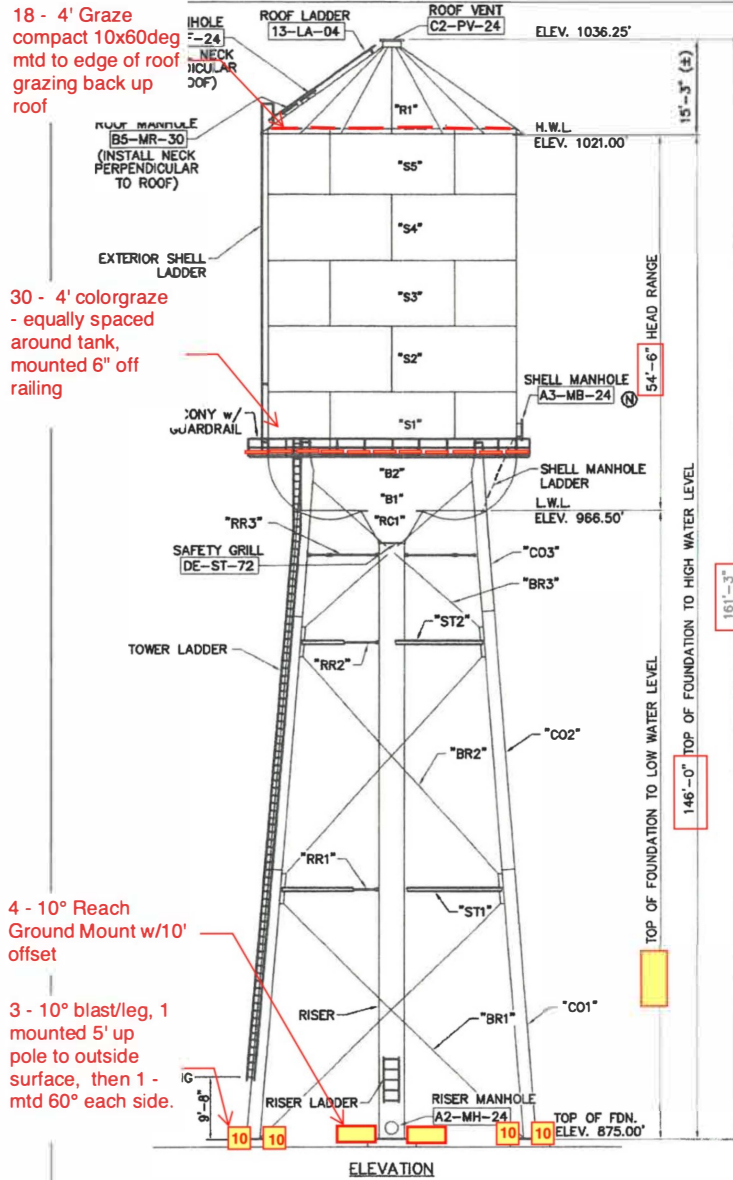 18 - 4' Graze
compact 10x60deg
mtd to edge of roof
grazing back up
roof
ROOF LADDER
13-LA-04
ROOF VENT
C2-PV-24
ELEV. 1036.25'
NECK
ROOF MANHOLE
B5-MR-30
(INSTALL NECK
PERPENDICULAR
TO ROOF)
"R1"
15'-3" (±)
H.W.L.
ELEV. 1021.00'
"S5"
"S4"
EXTERIOR SHELL
LADDER
"S3"
30 - 4' colorgraze
- equally spaced
around tank,
mounted 6" off
railing
"S2"
54'-6" HEAD RANGE
SHELL MANHOLE
A3-MB-24 N
"S1"
W/
GUARDRAIL
"B2"
SHELL MANHOLE
LADDER
"B1"
"RC1"
L.W.L.
ELEV. 966.50'
"RR3"
SAFETY GRILL
DE-ST-72
"CO3"
"BR3"
161'-3"
"ST2"
TOWER LADDER
"RR2"
"CO2"
"BR2"
146'-0" TOP OF FOUNDATION TO HIGH WATER LEVEL
TOP OF FOUNDATION TO LOW WATER LEVEL
"RR1"
"ST1"
4 - 10° Reach
Ground Mount w/10'
offset
3 - 10° blast/leg, 1
mounted 5' up
pole to outside
surface, then 1 -
mtd 60° each side.
RISER
"CO1"
"BR1"
9'-8"
RISER LADDER
RISER MANHOLE
A2-MH-24
TOP OF FDN.
ELEV. 875.00'
10 10 10 10
ELEVATION